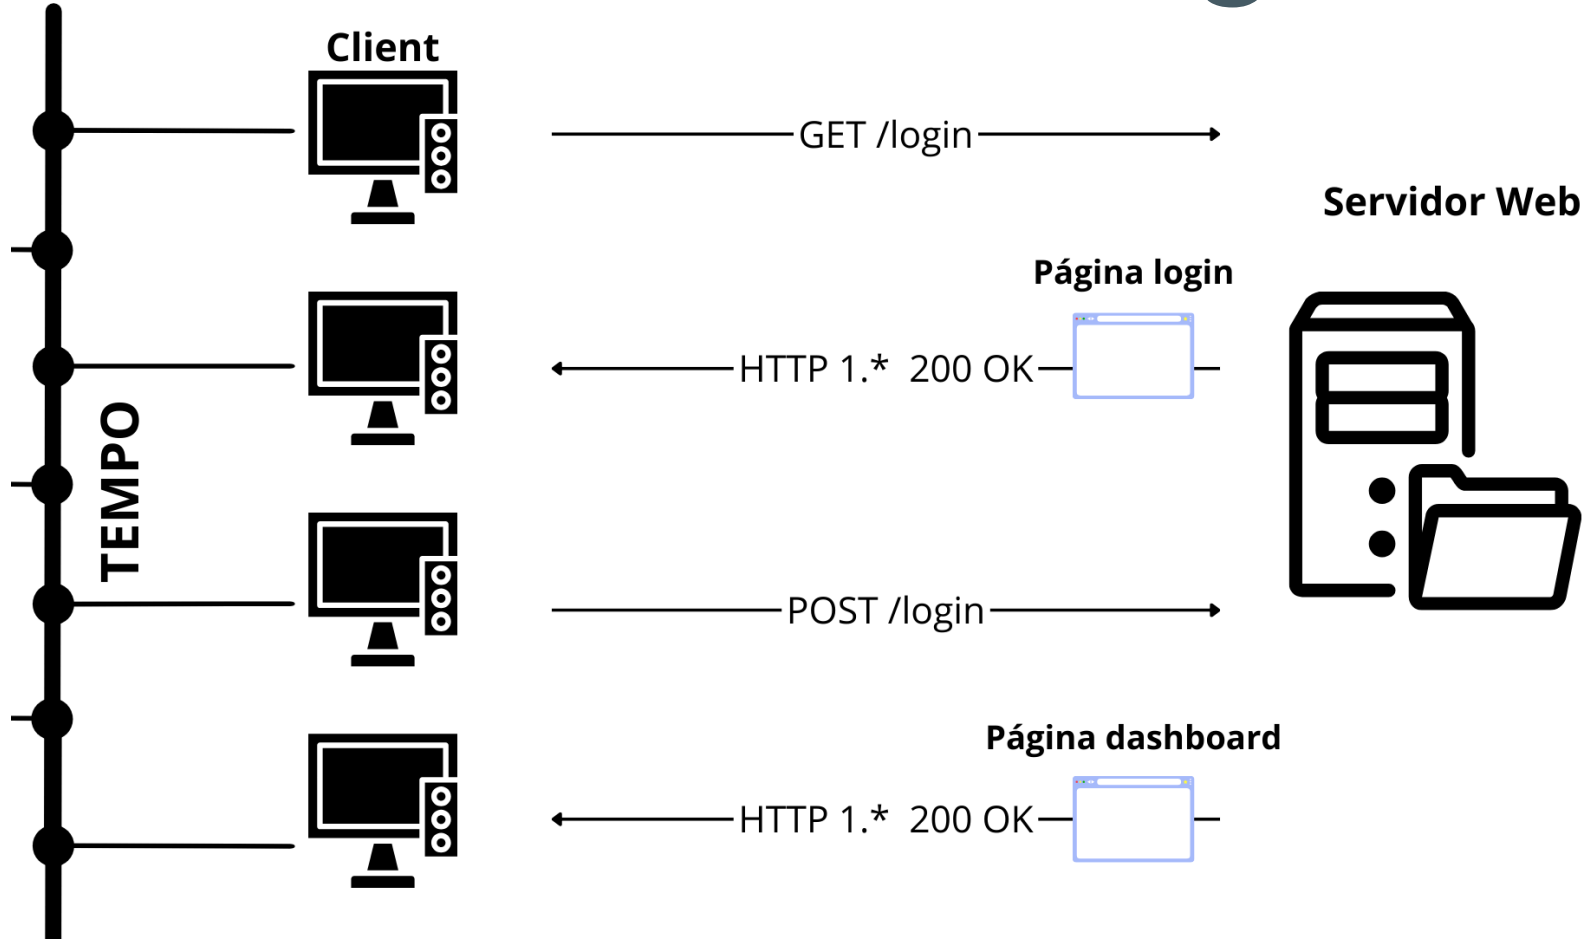 Client
GET /login
Servidor Web
Página login
HTTP 1.* 200 OK
TEMPO
POST /login
Página dashboard
HTTP 1.* 200 OK